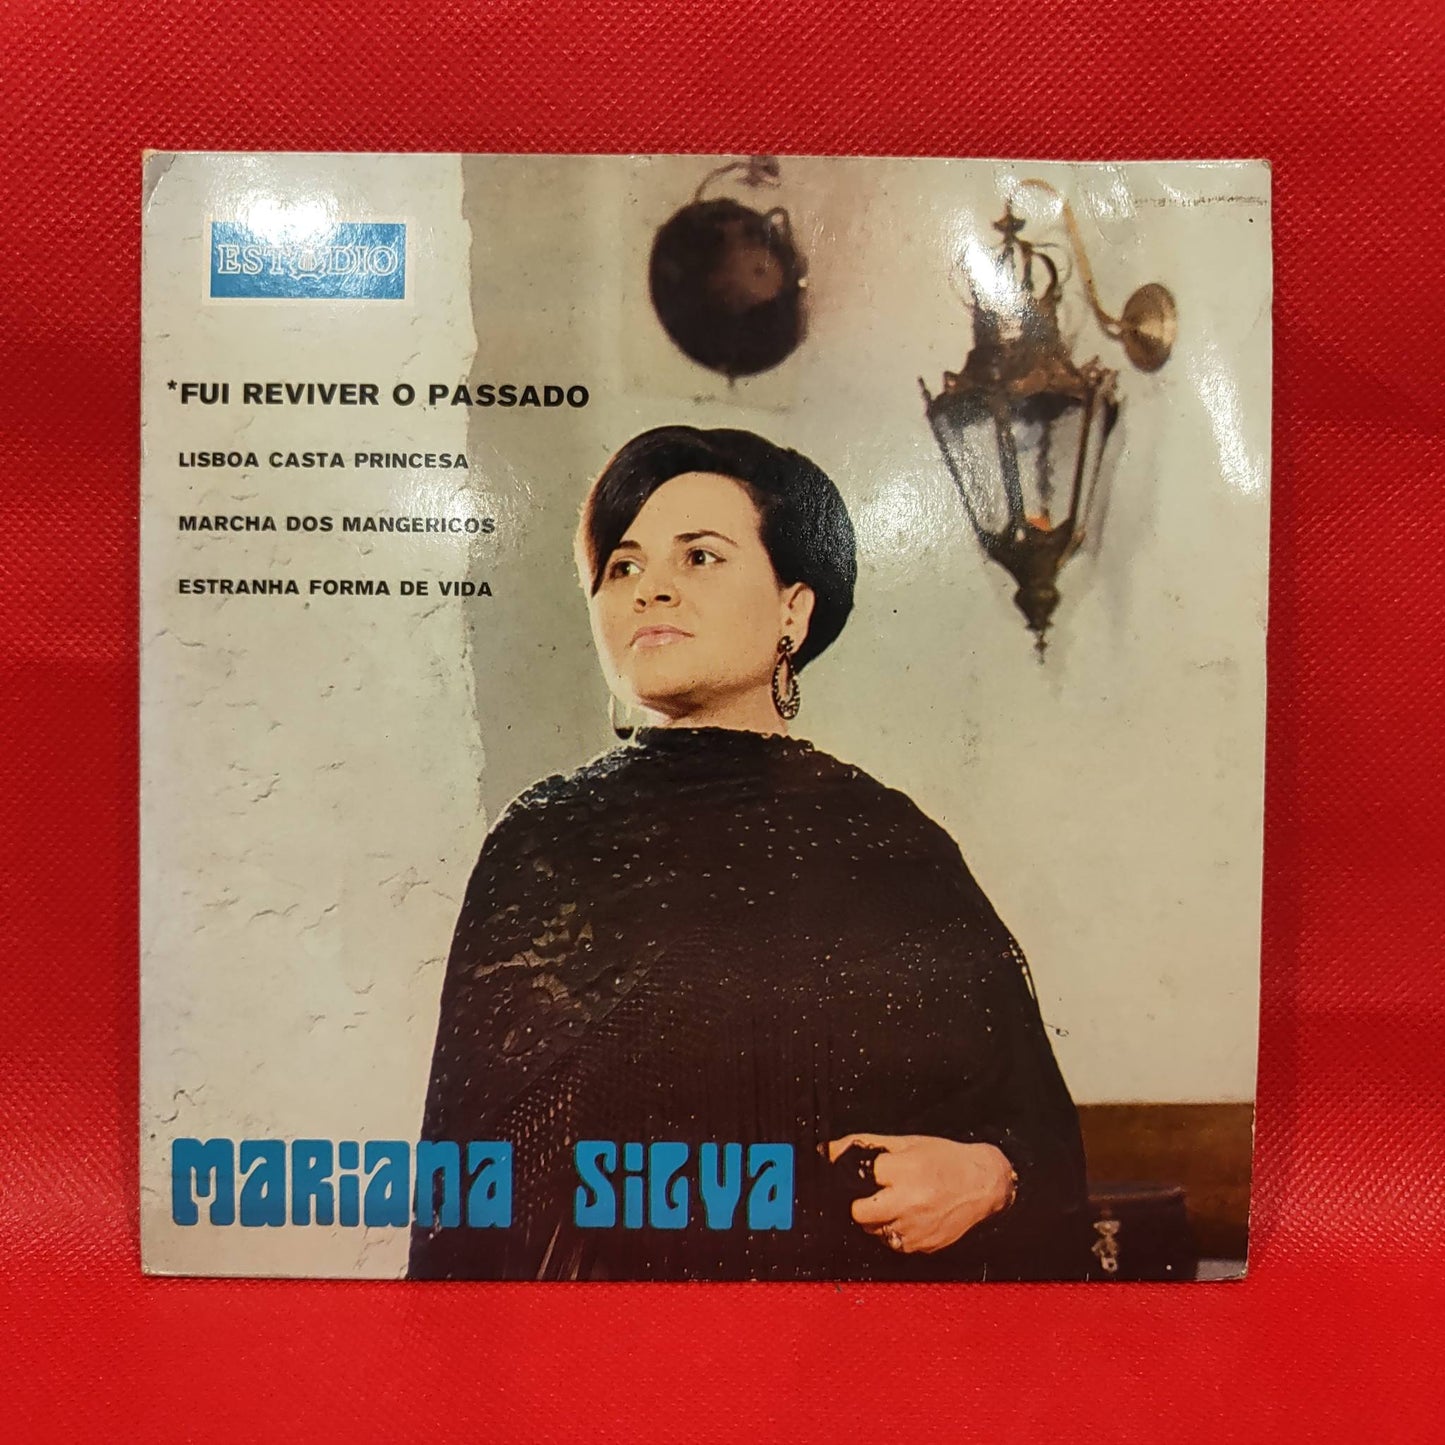 ESTÚDIO
*FUI REVIVER O PASSADO
LISBOA CASTA PRINCESA
MARCHA DOS MANGERICOS
ESTRANHA FORMA DE VIDA
MARIANA SILVA